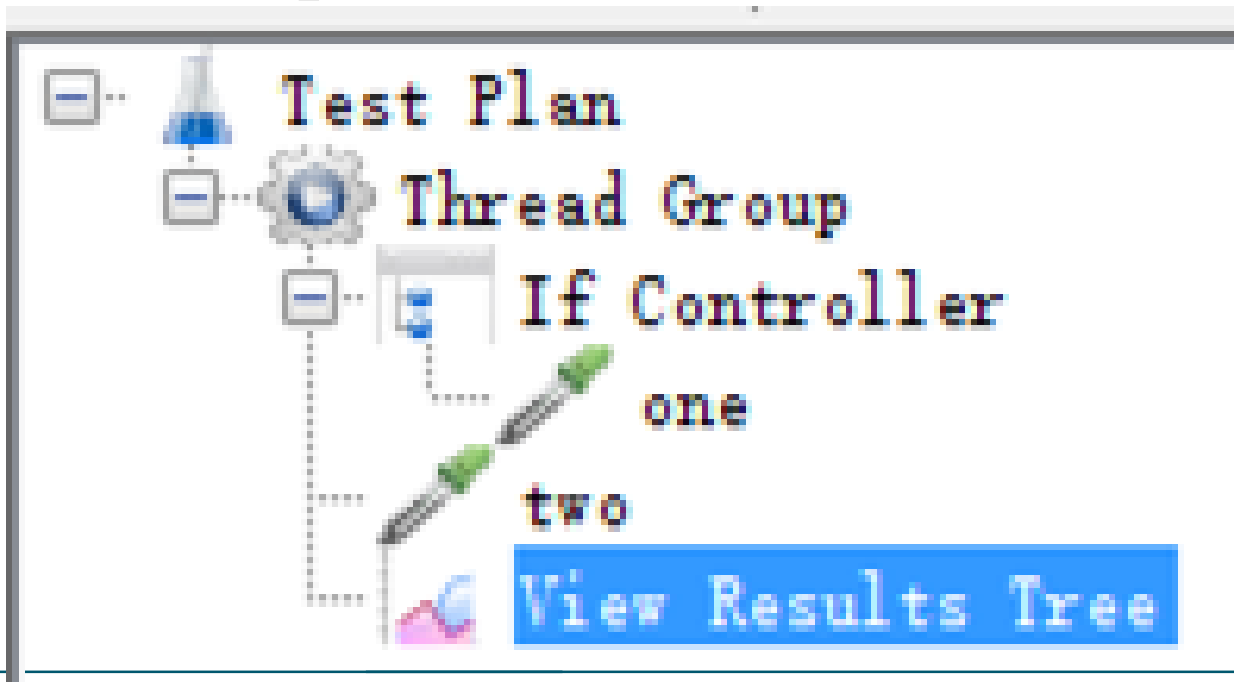 Test Plan
Thread Group
If Controller
one
two
View Results Tree